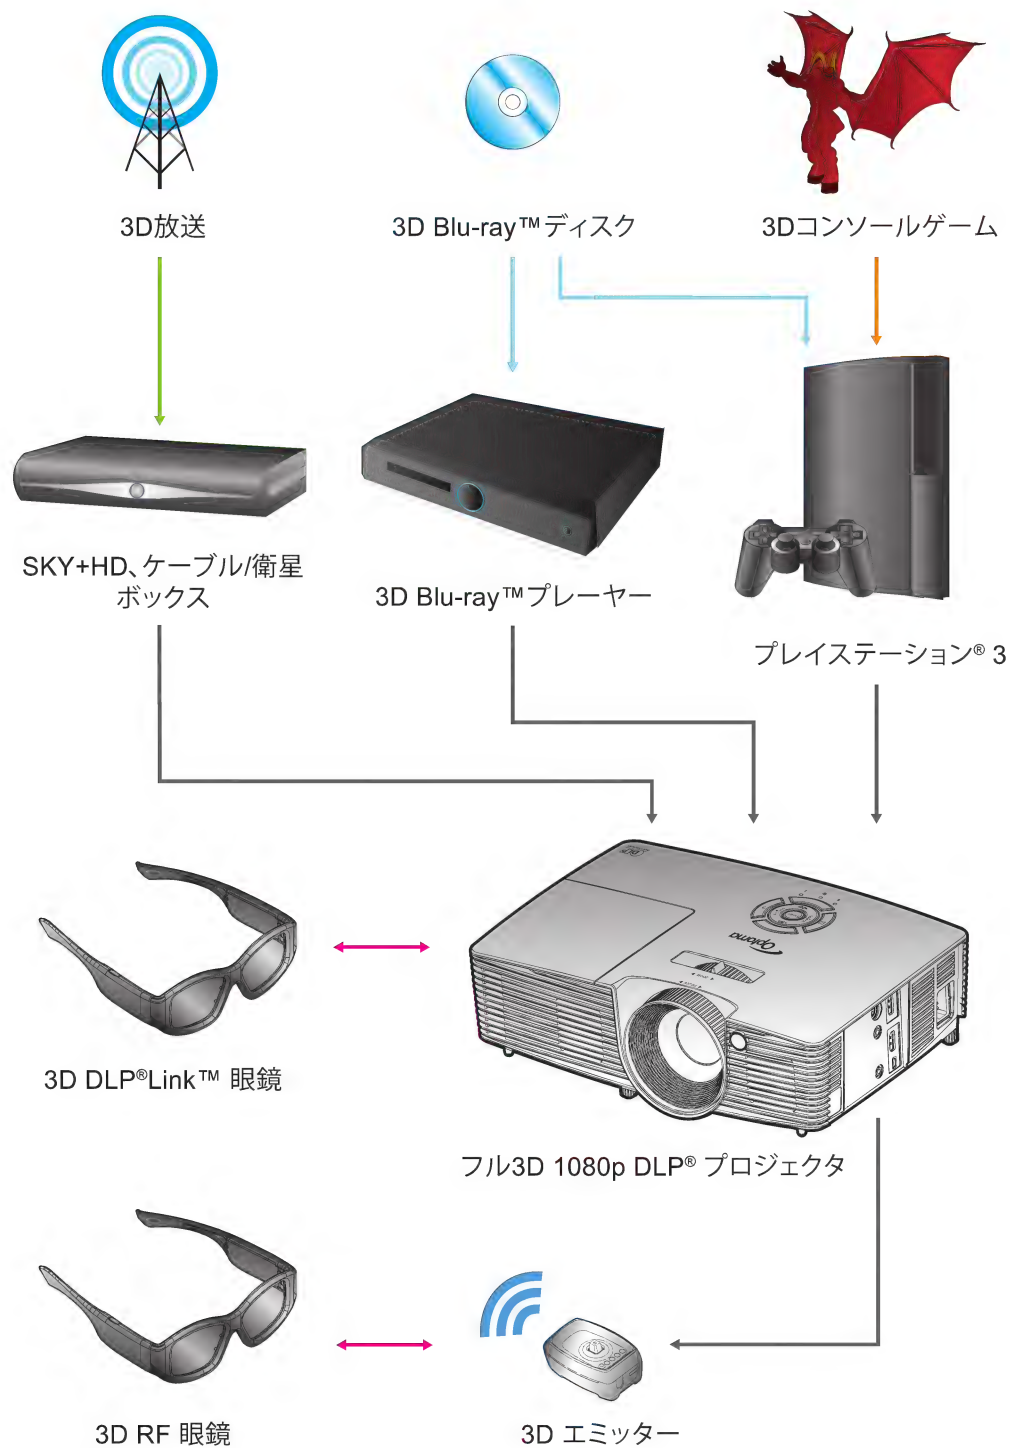 3D放送
3D Blu-ray™ディスク
3Dコンソールゲーム
SKY+HD、ケーブル/衛星
ボックス
3D Blu-ray™プレーヤー
プレイステーション® 3
Optoma
3D DLP®Link™ 眼鏡
フル3D 1080p DLP® プロジェクタ
3D RF 眼鏡
3D エミッター